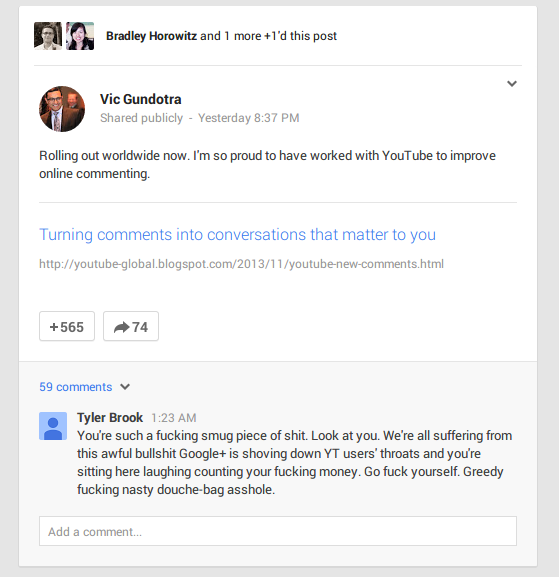 Bradley Horowitz and 1 more +1'd this post
Vic Gundotra
Shared publicly - Yesterday 8:37 PM
Rolling out worldwide now. I'm so proud to have worked with YouTube to improve
online commenting.
Turning comments into conversations that matter to you
http://youtube-global.blogspot.com/2013/11/youtube-new-comments.html
+565 74
59 comments
Tyler Brook 1:23 AM
You're such a fucking smug piece of shit. Look at you. We're all suffering from
this awful bullshit Google+ is shoving down YT users' throats and you're
sitting here laughing counting your fucking money. Go fuck yourself. Greedy
fucking nasty douche-bag asshole.
Add a comment...